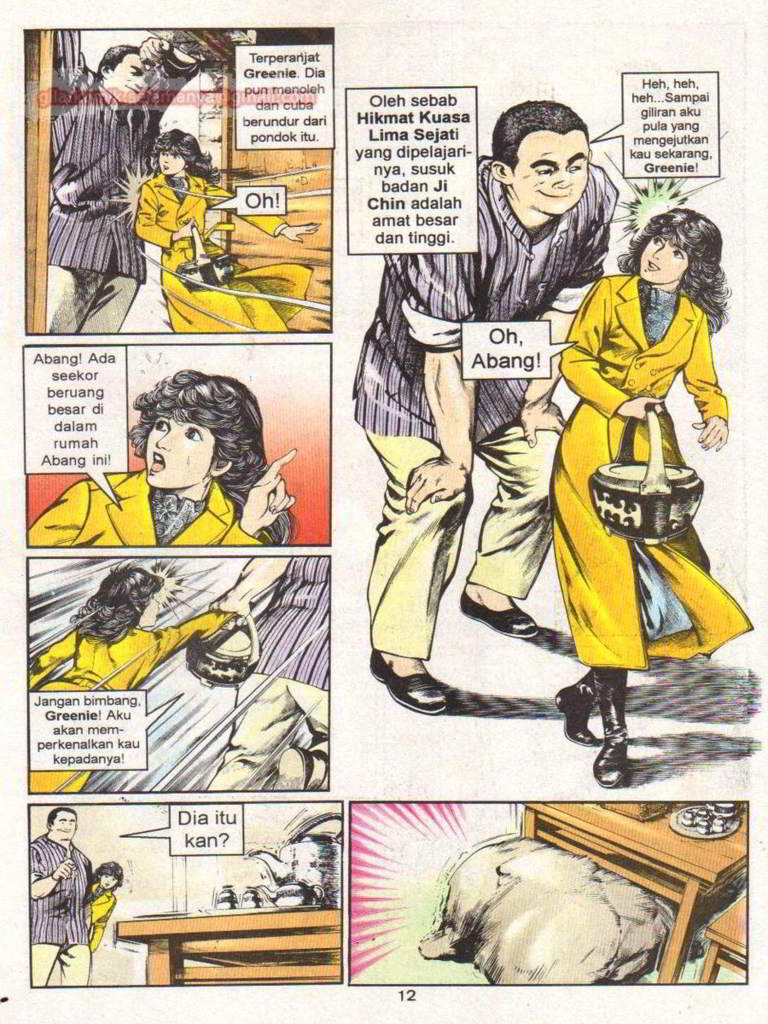 Terperanjat
Greenie. Dia
pun menoleh
dan cuba
berundur dari
pondok itu.
Oh!
Oleh sebab
Hikmat Kuasa
Lima Sejati
yang dipelajari-
nya, susuk
badan Ji
Chin adalah
amat besar
dan tinggi.
Heh, heh,
heh...Sampai
giliran aku
pula yang
mengejutkan
kau sekarang,
Greenie!
Oh,
Abang!
Abang! Ada
seekor
beruang
besar di
dalam
rumah
Abang ini!
Jangan bimbang,
Greenie! Aku
akan mem-
perkenalkan kau
kepadanya!
Dia itu
kan?
12